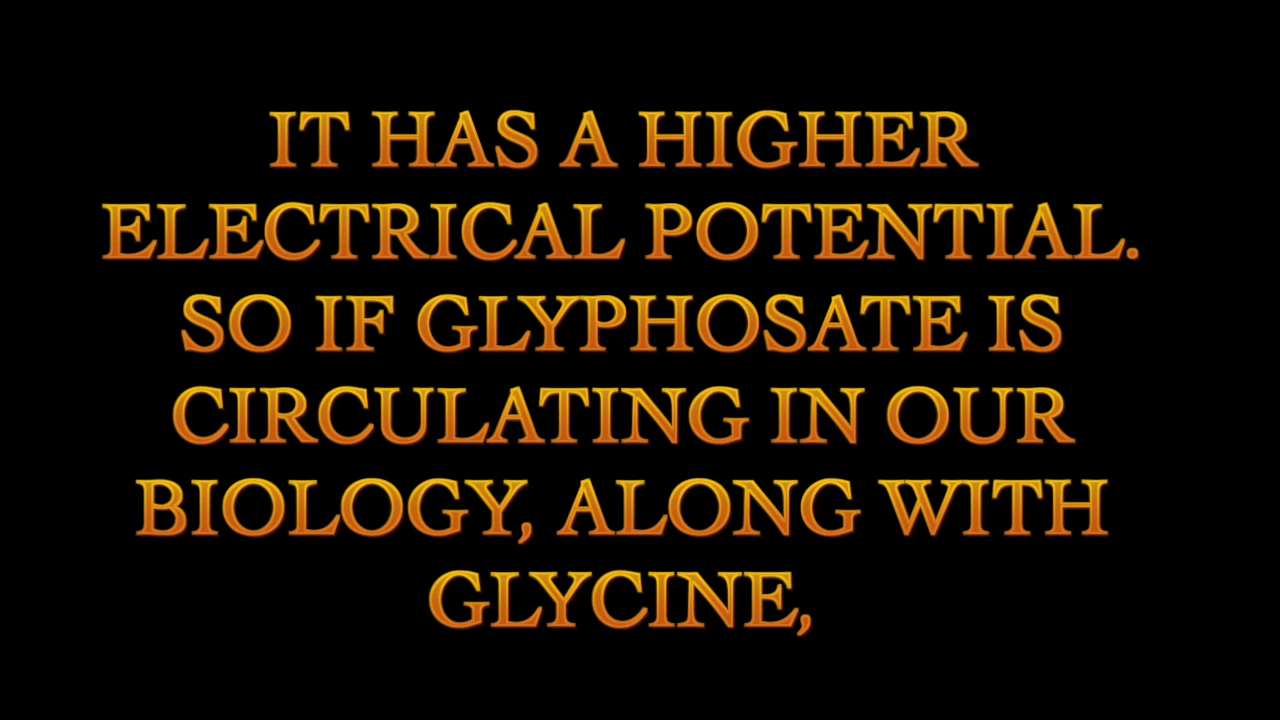 IT HAS A HIGHER
ELECTRICAL POTENTIAL.
SO IF GLYPHOSATE IS
CIRCULATING IN OUR
BIOLOGY, ALONG WITH
GLYCINE,